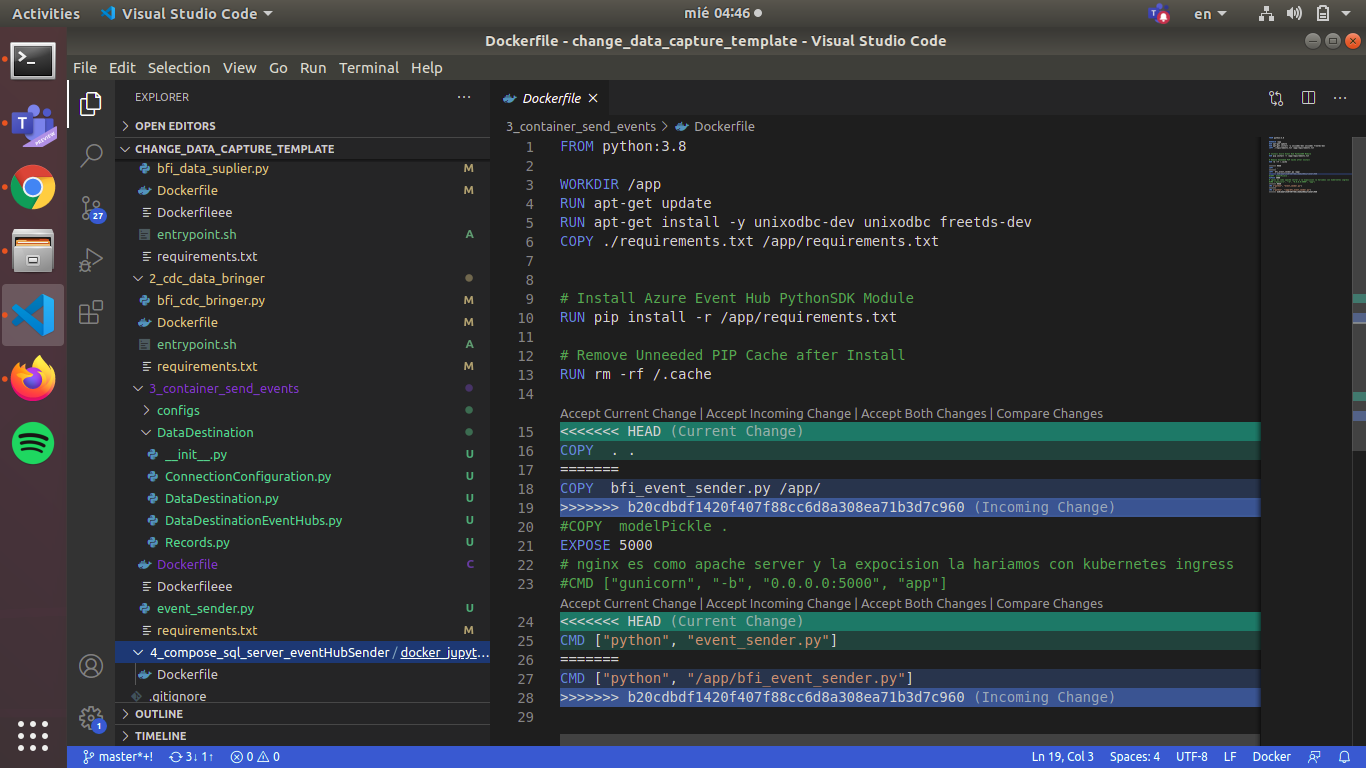 Activities
Visual Studio Code
mié 04:46
en
Dockerfile - change_data_capture_template - Visual Studio Code
File Edit Selection View Go Run Terminal Help
EXPLORER
OPEN EDITORS
CHANGE_DATA_CAPTURE_TEMPLATE
bfi_data_suplier.py M
Dockerfile M
Dockerfileee
entrypoint.sh A
requirements.txt M
2_cdc_data_bringer
bfi_cdc_bringer.py M
Dockerfile M
entrypoint.sh A
requirements.txt M
3_container_send_events
configs
DataDestination
__init__.py U
ConnectionConfiguration.py U
DataDestination.py U
DataDestinationEventHubs.py U
Records.py U
Dockerfile C
Dockerfileee
event_sender.py U
requirements.txt M
4_compose_sql_server_eventHubSender / docker_jupyt...
Dockerfile
.gitignore
OUTLINE
TIMELINE
27
1
T
PREVIEW
Dockerfile
3_container_send_events > Dockerfile
1 FROM python:3.8
2
3 WORKDIR /app
4 RUN apt-get update
5 RUN apt-get install -y unixodbc-dev unixodbc freetds-dev
6 COPY ./requirements.txt /app/requirements.txt
7
8
9 # Install Azure Event Hub PythonSDK Module
10 RUN pip install -r /app/requirements.txt
11
12 # Remove Unneeded PIP Cache after Install
13 RUN rm -rf /.cache
14
Accept Current Change | Accept Incoming Change | Accept Both Changes | Compare Changes
15 <<<<<<< HEAD (Current Change)
16 COPY  . .
17 =======
18 COPY  bfi_event_sender.py /app/
19 >>>>>>> b20cdbdf1420f407f88cc6d8a308ea71b3d7c960 (Incoming Change)
20 #COPY  modelPickle .
21 EXPOSE 5000
22 # nginx es como apache server y la expocision la hariamos con kubernetes ingress
23 #CMD ["gunicorn", "-b", "0.0.0.0:5000", "app"]
Accept Current Change | Accept Incoming Change | Accept Both Changes | Compare Changes
24 <<<<<<< HEAD (Current Change)
25 CMD ["python", "event_sender.py"]
26 =======
27 CMD ["python", "/app/bfi_event_sender.py"]
28 >>>>>>> b20cdbdf1420f407f88cc6d8a308ea71b3d7c960 (Incoming Change)
29
master*+! 3↓ 1↑ 0 0 Ln 19, Col 3 Spaces: 4 UTF-8 LF Docker